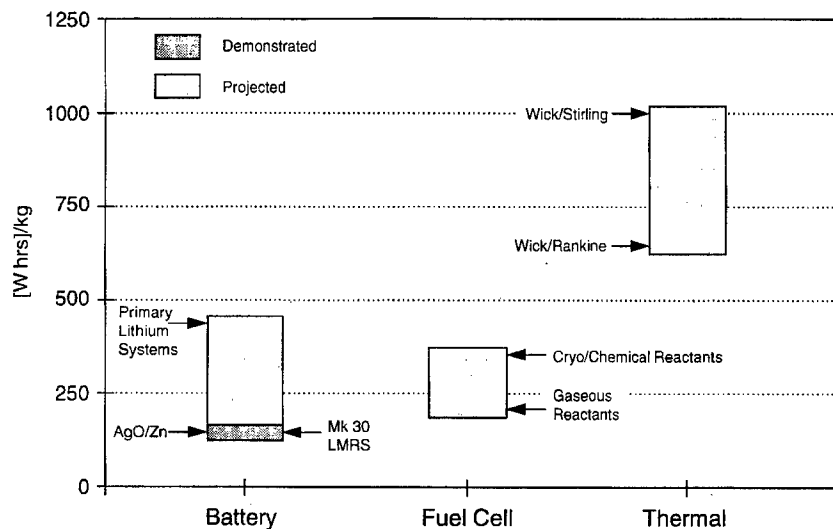 1250
1000
750
500
250
0
[W hrs]/kg
Demonstrated
Projected
Wick/Stirling
Wick/Rankine
Primary
Lithium
Systems
AgO/Zn
Mk 30
LMRS
Cryo/Chemical Reactants
Gaseous
Reactants
Battery
Fuel Cell
Thermal